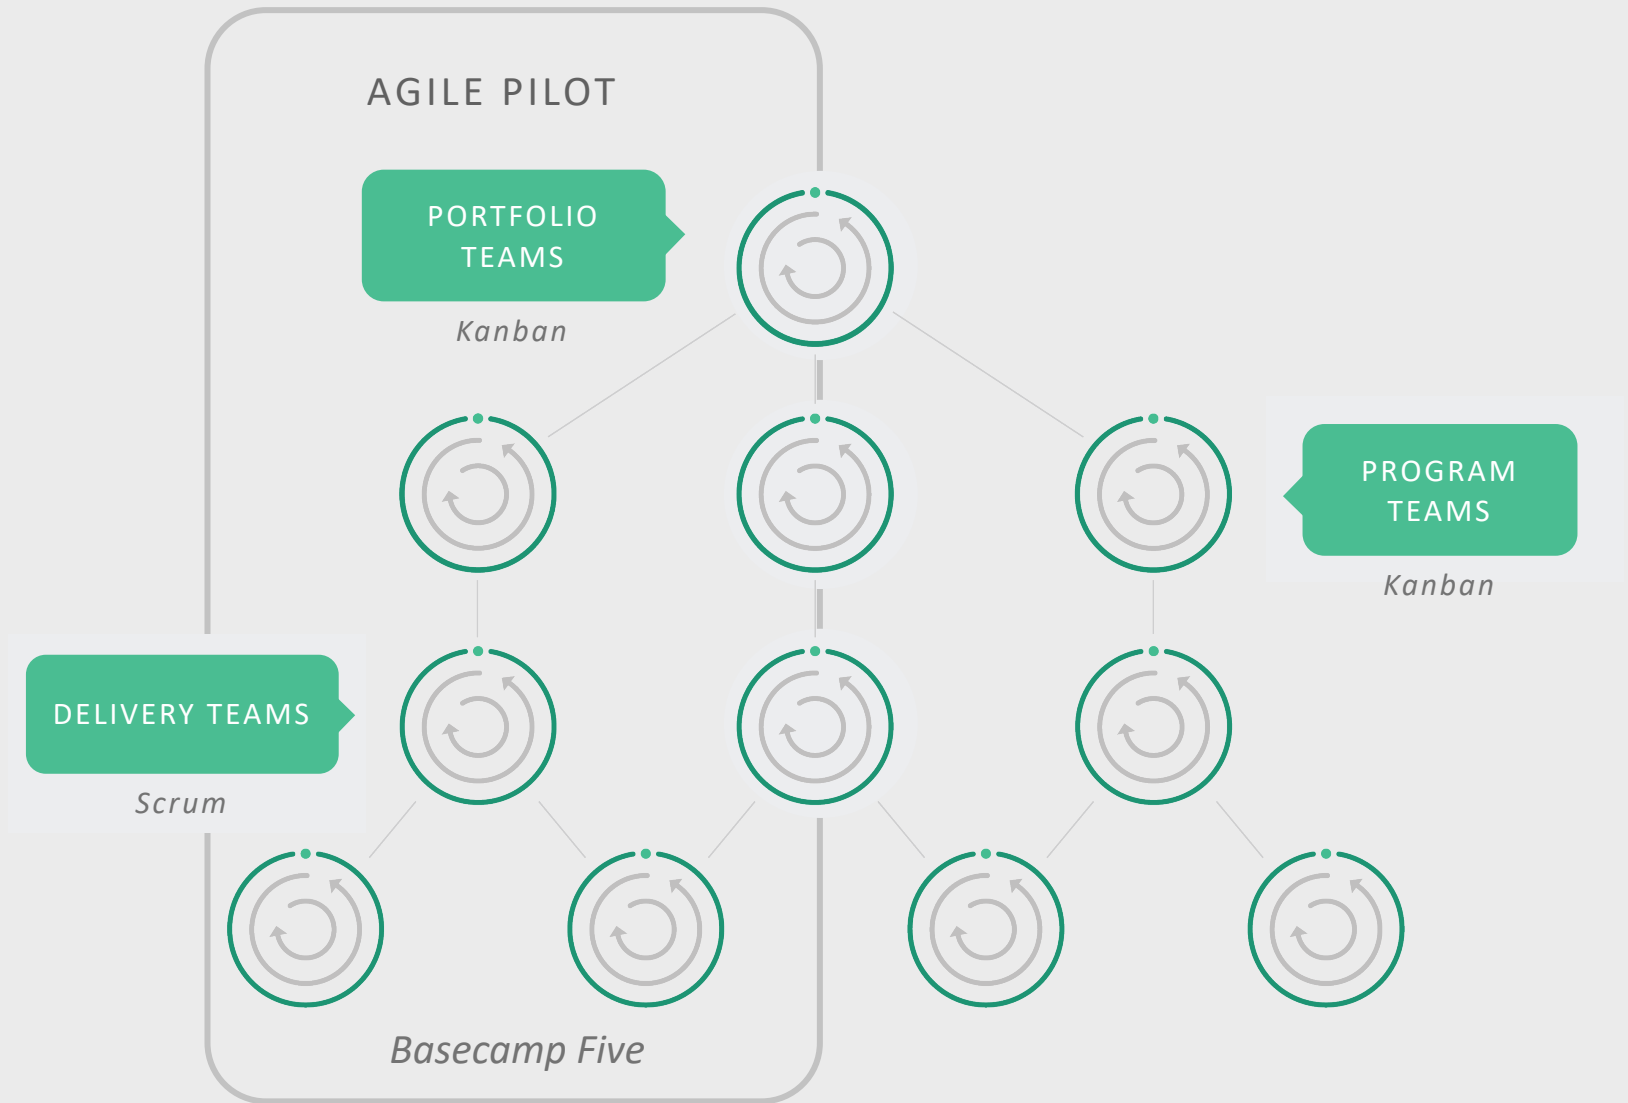 AGILE PILOT
PORTFOLIO
TEAMS
Kanban
PROGRAM
TEAMS
Kanban
DELIVERY TEAMS
Scrum
Basecamp Five